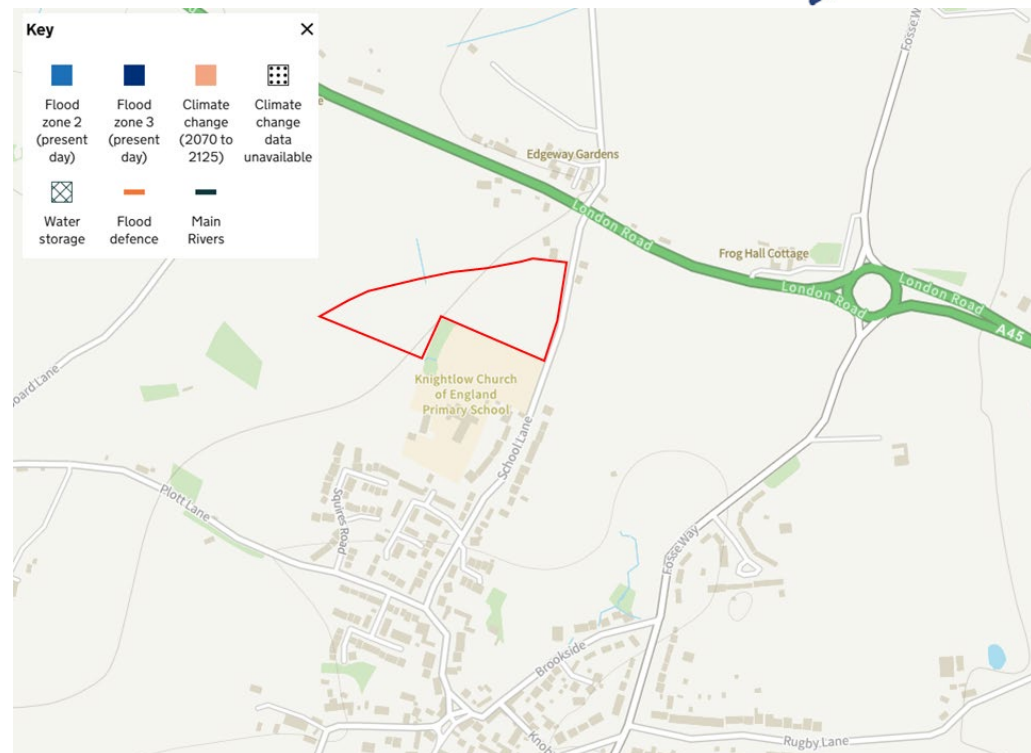 Key
Flood
zone 2
(present
day)
Flood
zone 3
(present
day)
Climate
change
(2070 to
2125)
Climate
change
data
unavailable
Water
storage
Flood
defence
Main
Rivers
Fosse Way
Edgeway Gardens
London Road
Frog Hall Cottage
London Road
London Road
A45
Knightlow Church
of England
Primary School
School Lane
Plott Lane
Squires Road
Fosse Way
Brookside
Rugby Lane